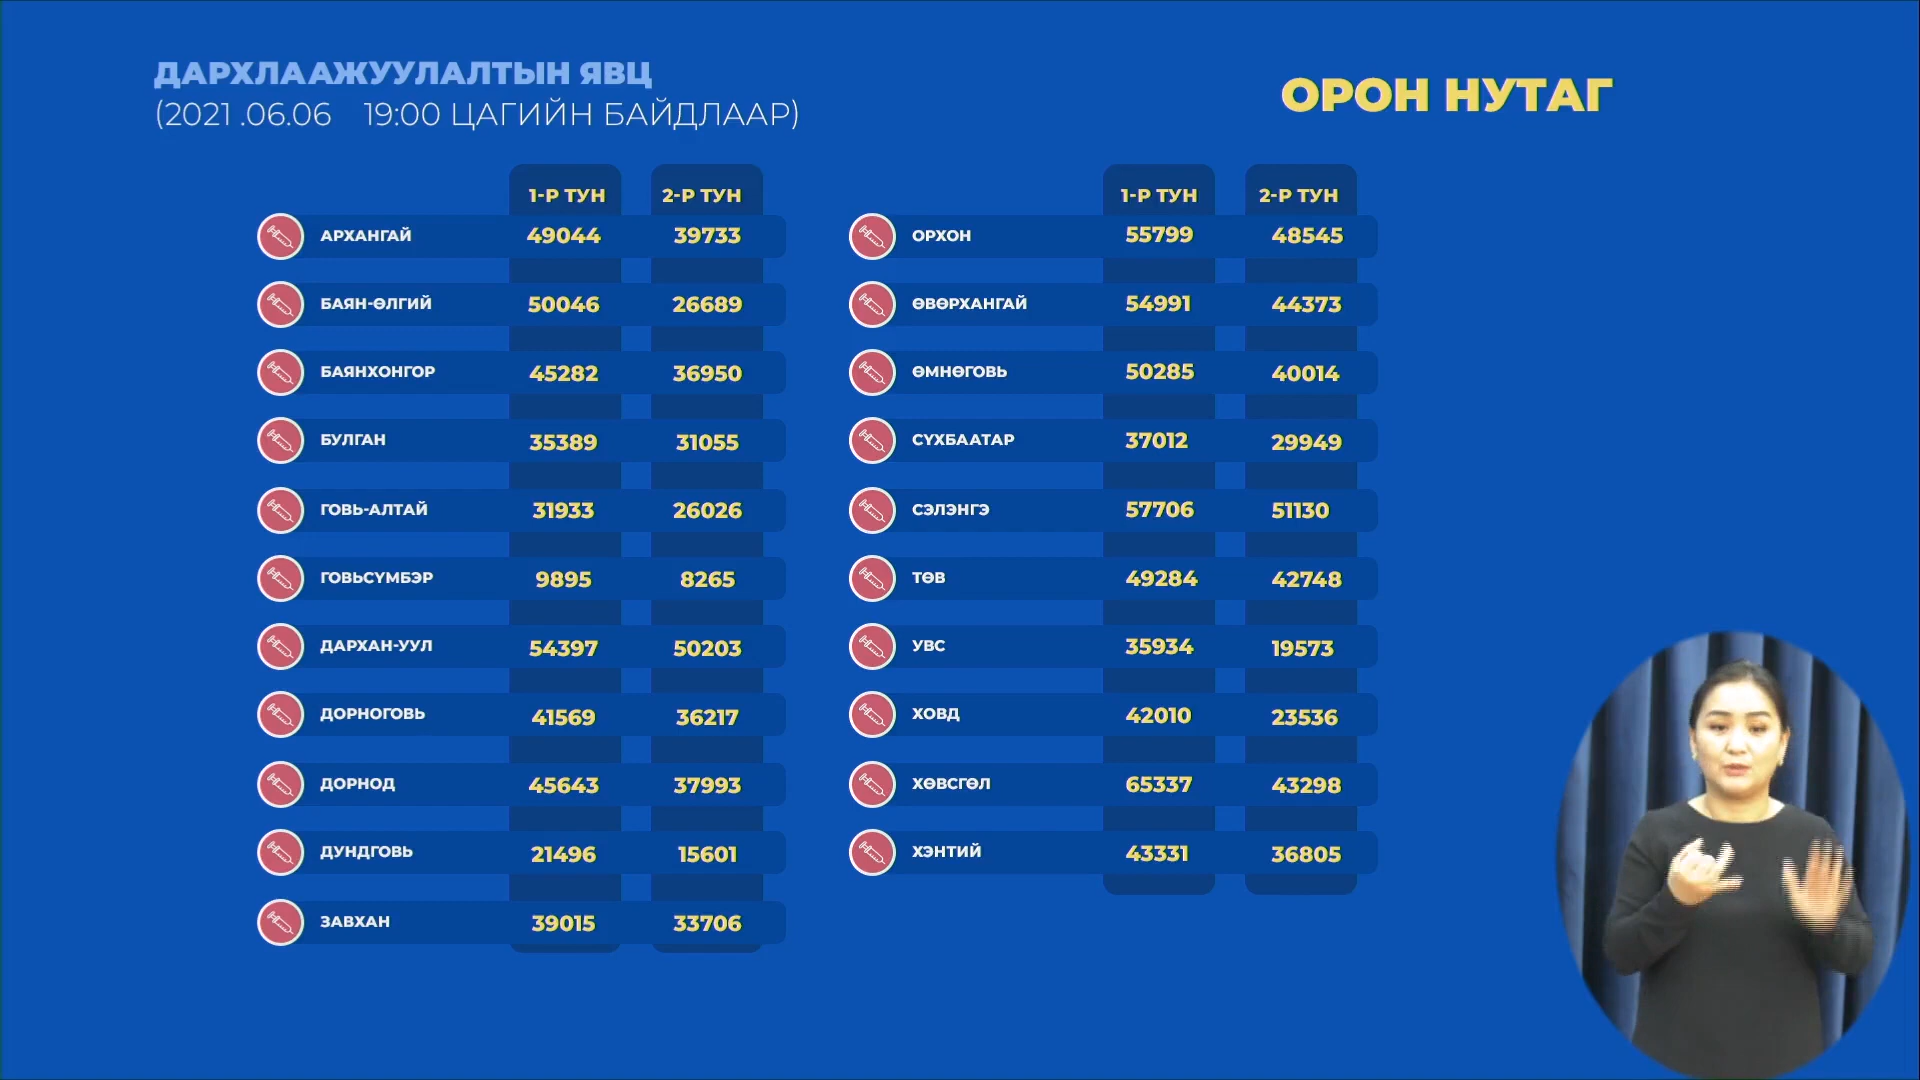 ДАРХЛААЖУУЛАЛТЫН ЯВЦ
(2021 .06.06 19:00 ЦАГИЙН БАЙДЛААР)
ОРОН НУТАГ
1-Р ТУН 2-Р ТУН
АРХАНГАЙ 49044 39733
БАЯН-ӨЛГИЙ 50046 26689
БАЯНХОНГОР 45282 36950
БУЛГАН 35389 31055
ГОВЬ-АЛТАЙ 31933 26026
ГОВЬСҮМБЭР 9895 8265
ДАРХАН-УУЛ 54397 50203
ДОРНОГОВЬ 41569 36217
ДОРНОД 45643 37993
ДУНДГОВЬ 21496 15601
ЗАВХАН 39015 33706
1-Р ТУН 2-Р ТУН
ОРХОН 55799 48545
ӨВӨРХАНГАЙ 54991 44373
ӨМНӨГОВЬ 50285 40014
СҮХБААТАР 37012 29949
СЭЛЭНГЭ 57706 51130
ТӨВ 49284 42748
УВС 35934 19573
ХОВД 42010 23536
ХӨВСГӨЛ 65337 43298
ХЭНТИЙ 43331 36805